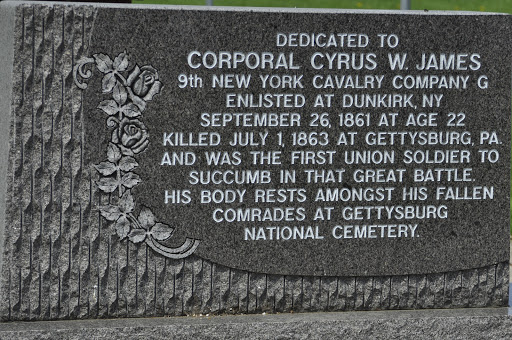 DEDICATED TO
CORPORAL CYRUS W. JAMES
9th NEW YORK CAVALRY COMPANY G
ENLISTED AT DUNKIRK, NY
SEPTEMBER 26, 1861 AT AGE 22
KILLED JULY 1, 1863 AT GETTYSBURG, PA.
AND WAS THE FIRST UNION SOLDIER TO
SUCCUMB IN THAT GREAT BATTLE.
HIS BODY RESTS AMONGST HIS FALLEN
COMRADES AT GETTYSBURG
NATIONAL CEMETERY.